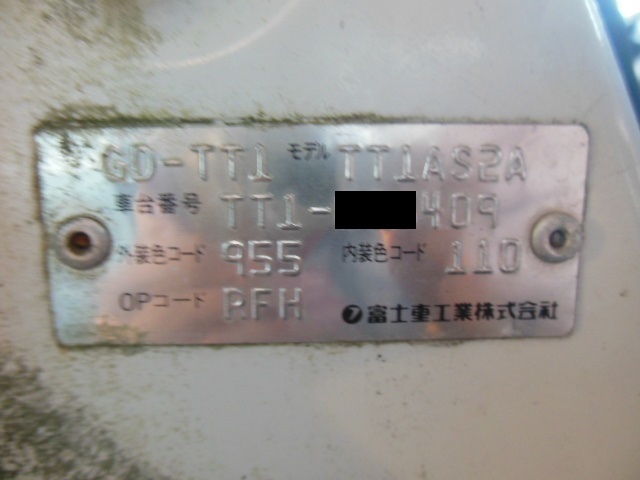 GD-TT1 モデル TT1AS2A
車台番号 TT1-409
外装色コード 955 内装色コード 110
OPコード RFH 富士重工業株式会社